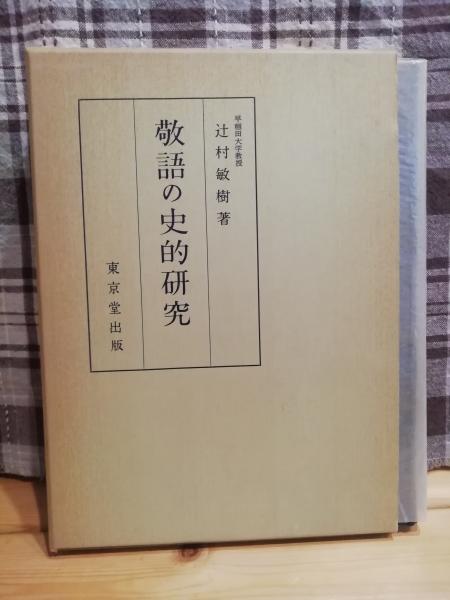 早稲田大学教授
辻村敏樹著
敬語の史的研究
東京堂出版